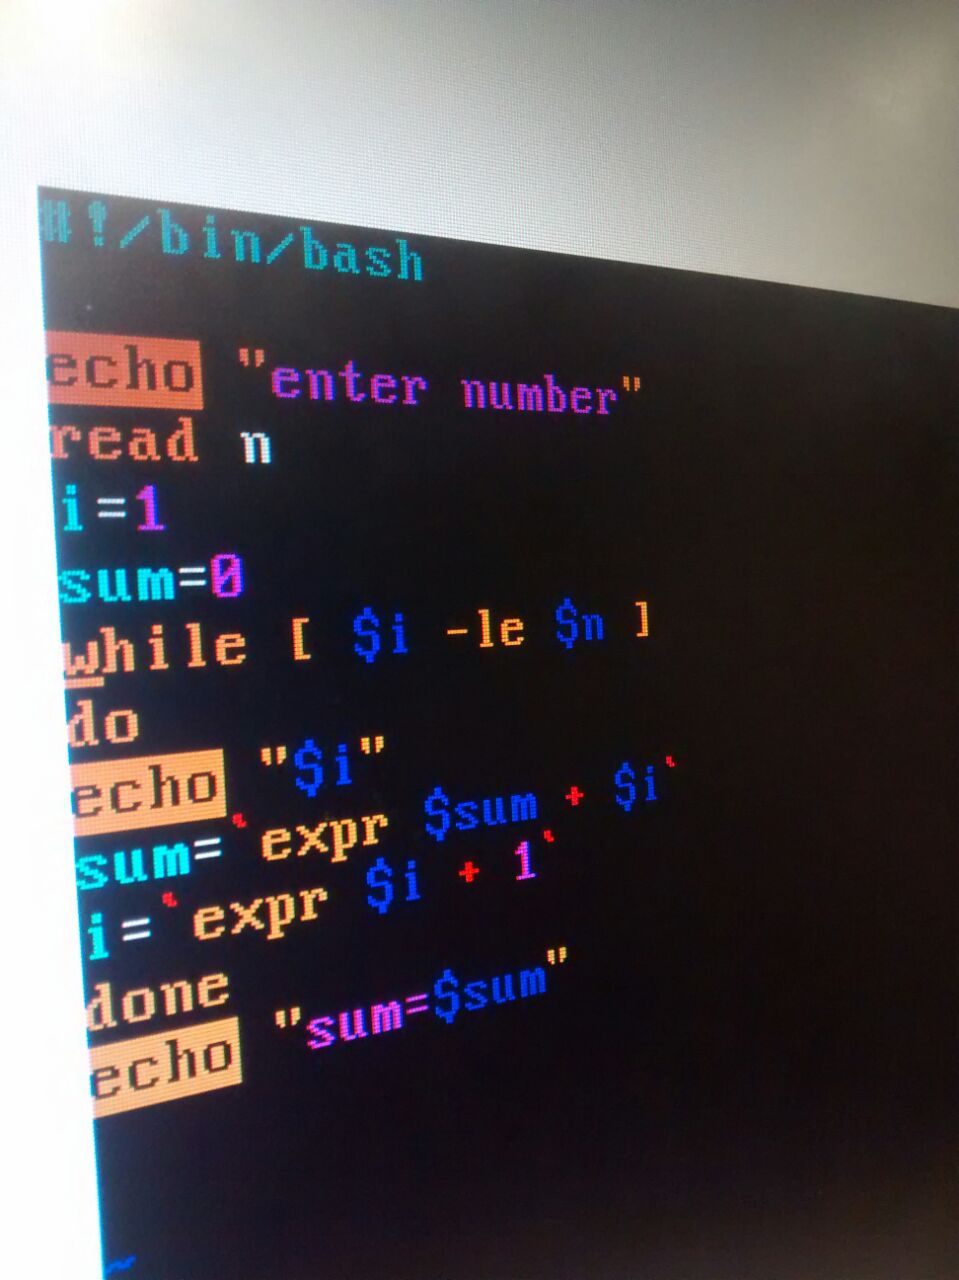 #!/bin/bash
echo "enter number"
read n
i=1
sum=0
while [ $i -le $n ]
do
echo "$i"
sum=`expr $sum + $i`
i=`expr $i + 1`
done
echo "sum=$sum"
~